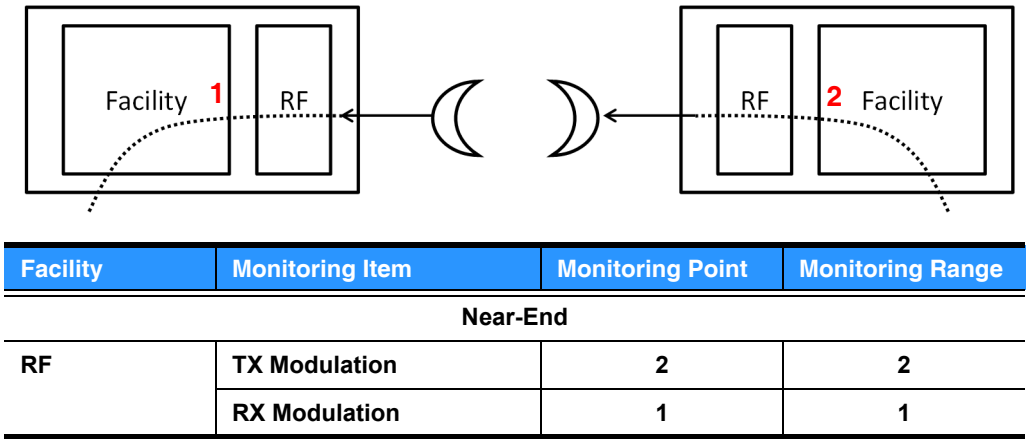 Facility 1 RF RF 2 Facility
Facility Monitoring Item Monitoring Point Monitoring Range
Near-End
RF TX Modulation 2 2
RX Modulation 1 1